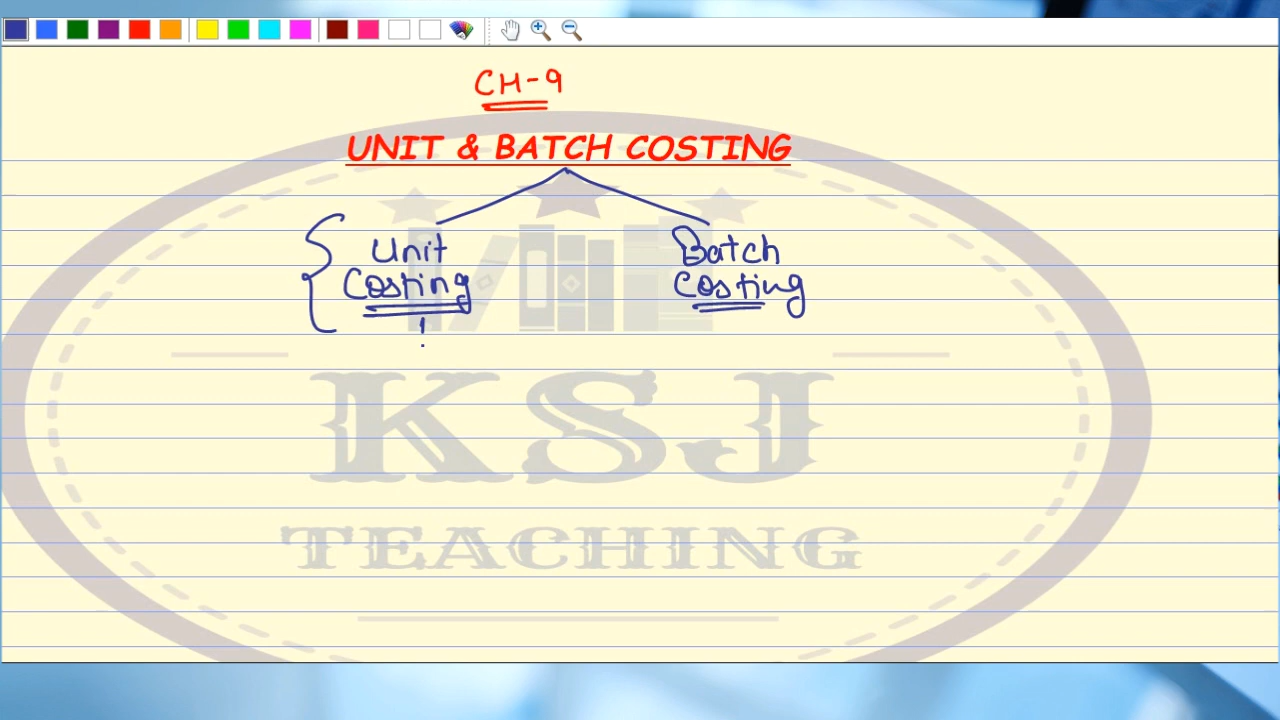 CH-9
UNIT & BATCH COSTING
Unit
Costing
Batch
Costing
KSJ
TEACHING